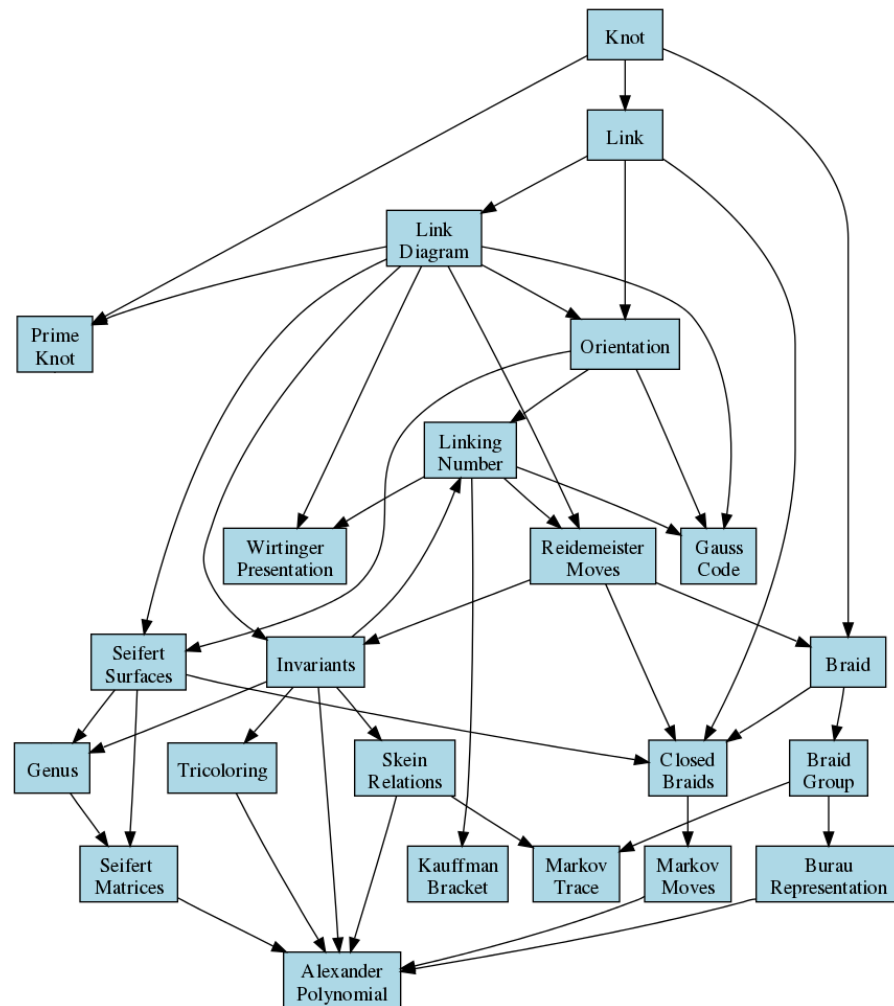 Knot
Link
Link
Diagram
Prime
Knot
Orientation
Linking
Number
Wirtinger
Presentation
Reidemeister
Moves
Gauss
Code
Seifert
Surfaces
Invariants
Braid
Genus
Tricoloring
Skein
Relations
Closed
Braids
Braid
Group
Seifert
Matrices
Kauffman
Bracket
Markov
Trace
Markov
Moves
Burau
Representation
Alexander
Polynomial